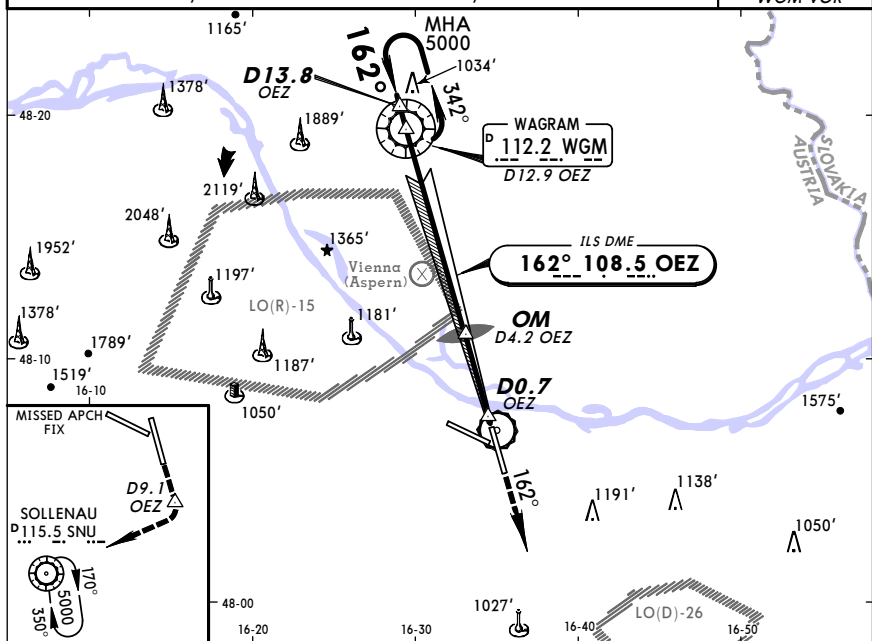 WGM VOR
1165'
MHA
5000
162°
1034'
D13.8
OEZ
1378'
342°
48-20
1889'
WAGRAM
D 112.2 WGM
D12.9 OEZ
SLOVAKIA
AUSTRIA
2119'
2048'
1365'
ILS DME
162° 108.5 OEZ
1952'
Vienna
(Aspern)
1197'
LO(R)-15
1378'
1181'
OM
D4.2 OEZ
1789'
48-10
1187'
1519'
16-10
1050'
D0.7
OEZ
1575'
MISSED APCH
FIX
D9.1
OEZ
162°
SOLLENAU
D 115.5 SNU
1191'
1138'
1050'
170°
5000
350°
48-00
1027'
LO(D)-26
16-20
16-30
16-40
16-50